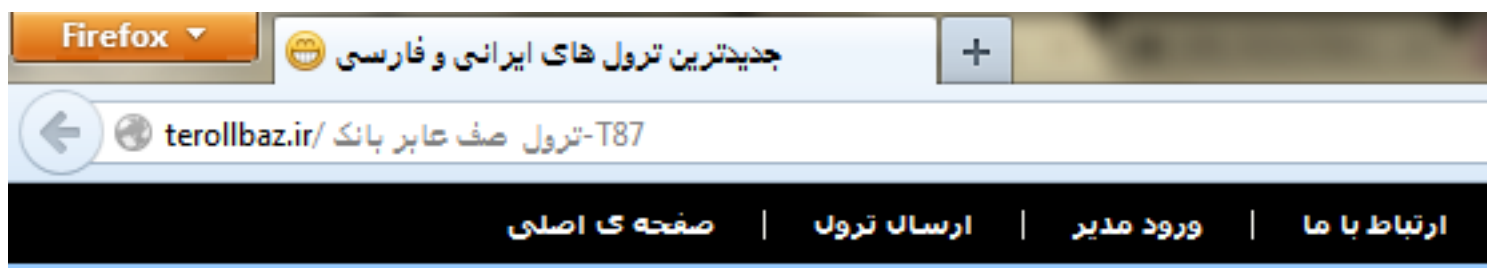 Firefox
جدیدترین ترول های ایرانی و فارسی
terollbaz.ir/ترول صف عابر بانک-T87
صفحه ی اصلی | ارسال ترول | ورود مدیر | ارتباط با ما